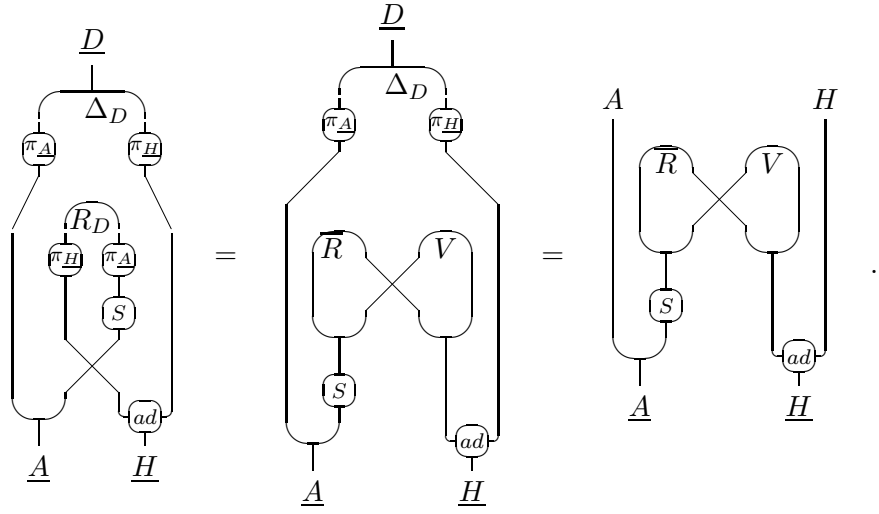 D
Δ_D
π_A π_H
R_D
π_H π_A
S
ad
A H
=
D
Δ_D
π_A π_H
R̅ V
S
ad
A H
=
A H
R̅ V
S
ad
A H
.